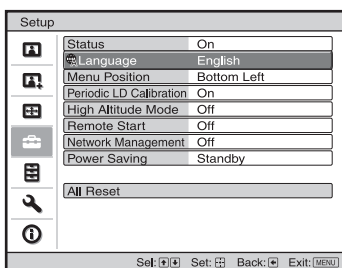 Setup
Status On
Language English
Menu Position Bottom Left
Periodic LD Calibration On
High Altitude Mode Off
Remote Start Off
Network Management Off
Power Saving Standby
All Reset
Sel: Set: Back: Exit: MENU